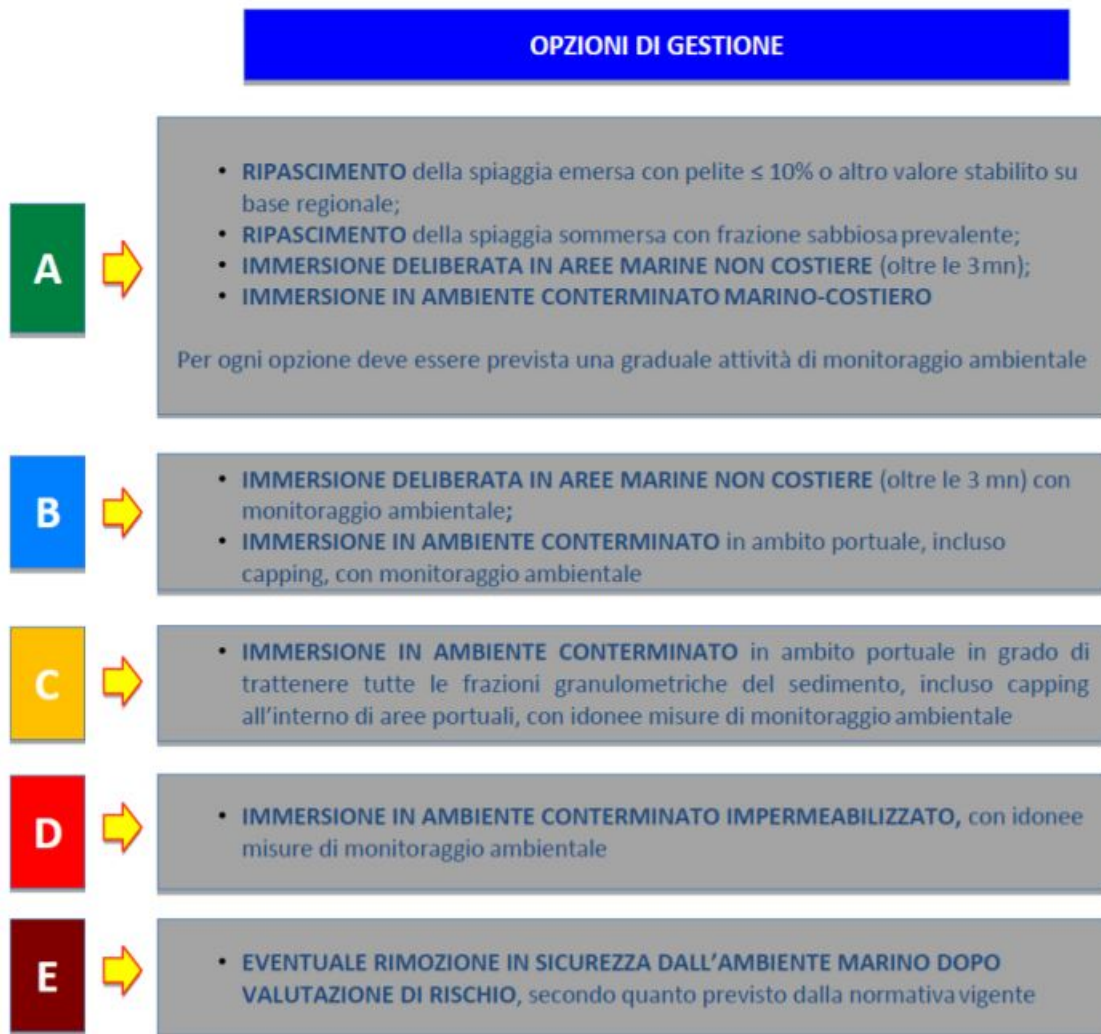 OPZIONI DI GESTIONE
A
• RIPASCIMENTO della spiaggia emersa con pelite ≤ 10% o altro valore stabilito su
base regionale;
• RIPASCIMENTO della spiaggia sommersa con frazione sabbiosa prevalente;
• IMMERSIONE DELIBERATA IN AREE MARINE NON COSTIERE (oltre le 3 mn);
• IMMERSIONE IN AMBIENTE CONTERMINATO MARINO-COSTIERO
Per ogni opzione deve essere prevista una graduale attività di monitoraggio ambientale
B
• IMMERSIONE DELIBERATA IN AREE MARINE NON COSTIERE (oltre le 3 mn) con
monitoraggio ambientale;
• IMMERSIONE IN AMBIENTE CONTERMINATO in ambito portuale, incluso
capping, con monitoraggio ambientale
C
• IMMERSIONE IN AMBIENTE CONTERMINATO in ambito portuale in grado di
trattenere tutte le frazioni granulometriche del sedimento, incluso capping
all'interno di aree portuali, con idonee misure di monitoraggio ambientale
D
• IMMERSIONE IN AMBIENTE CONTERMINATO IMPERMEABILIZZATO, con idonee
misure di monitoraggio ambientale
E
• EVENTUALE RIMOZIONE IN SICUREZZA DALL'AMBIENTE MARINO DOPO
VALUTAZIONE DI RISCHIO, secondo quanto previsto dalla normativa vigente